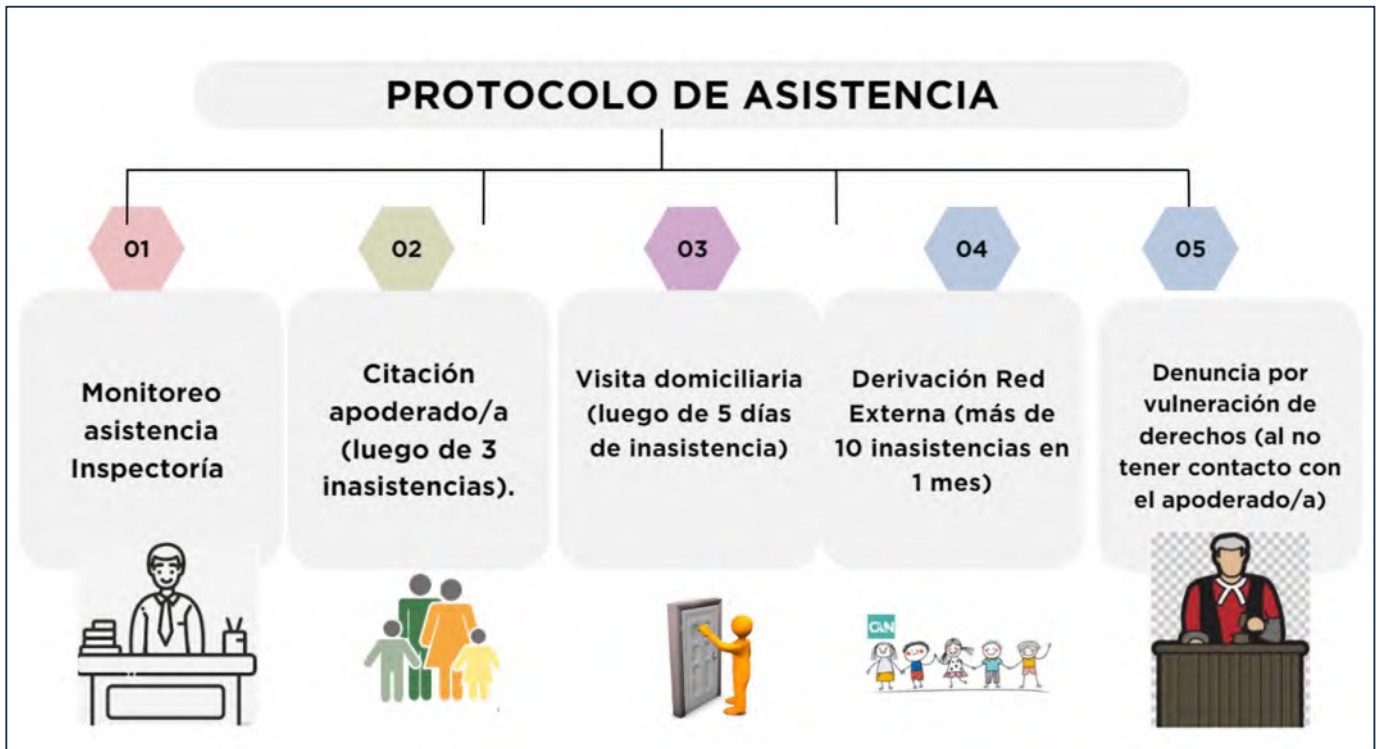 PROTOCOLO DE ASISTENCIA
01
Monitoreo
asistencia
Inspectoría
02
Citación
apoderado/a
(luego de 3
inasistencias).
03
Visita domiciliaria
(luego de 5 días
de inasistencia)
04
Derivación Red
Externa (más de
10 inasistencias en
1 mes)
05
Denuncia por
vulneración de
derechos (al no
tener contacto con
el apoderado/a)